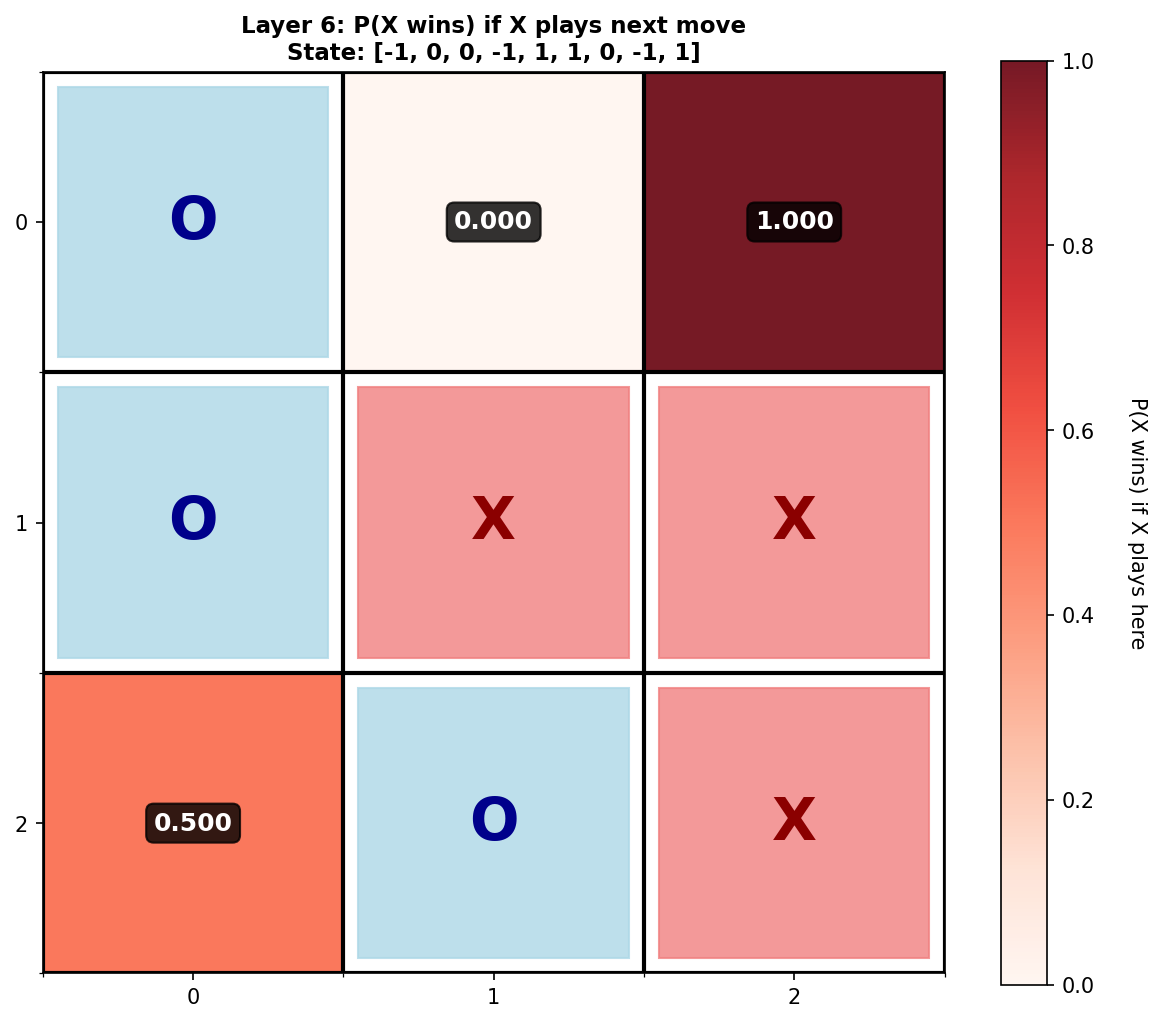 Layer 6: P(X wins) if X plays next move
State: [-1, 0, 0, -1, 1, 1, 0, -1, 1]
0
O
0.000
1.000
1
O
X
X
2
0.500
O
X
0
1
2
1.0
0.8
0.6
0.4
0.2
0.0
P(X wins) if X plays here